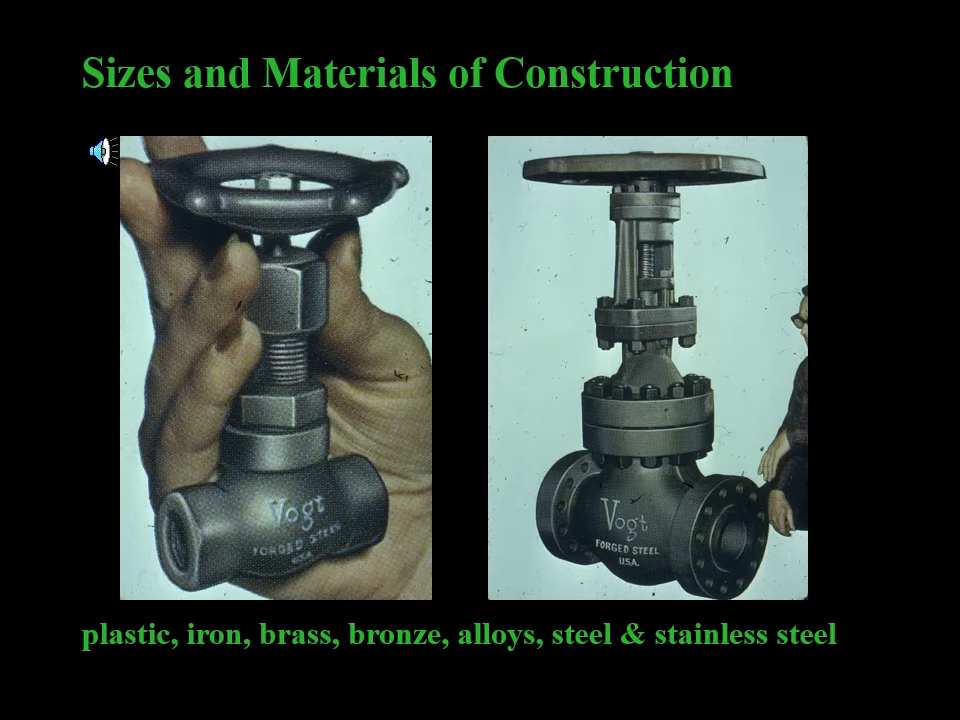 Sizes and Materials of Construction
Vogt
FORGED STEEL
USA
Vogt
FORGED STEEL
U.S.A.
plastic, iron, brass, bronze, alloys, steel & stainless steel